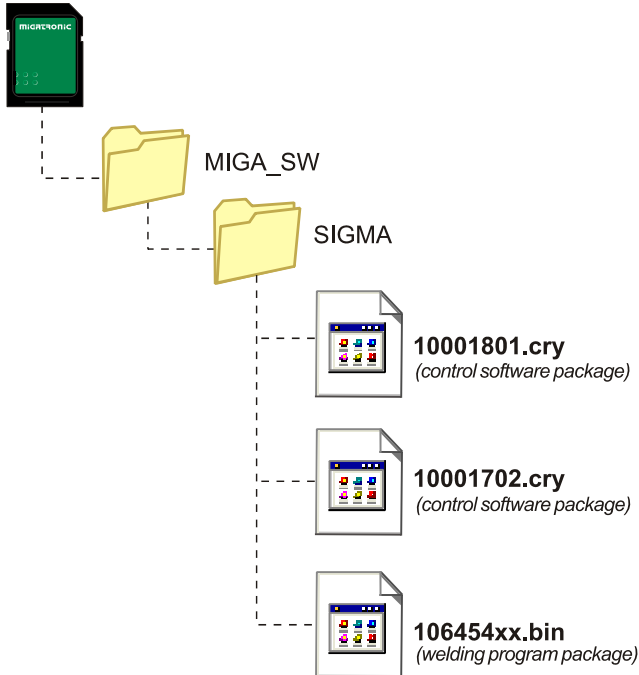 MIGATRONIC
MIGA_SW
SIGMA
10001801.cry
(control software package)
10001702.cry
(control software package)
106454xx.bin
(welding program package)